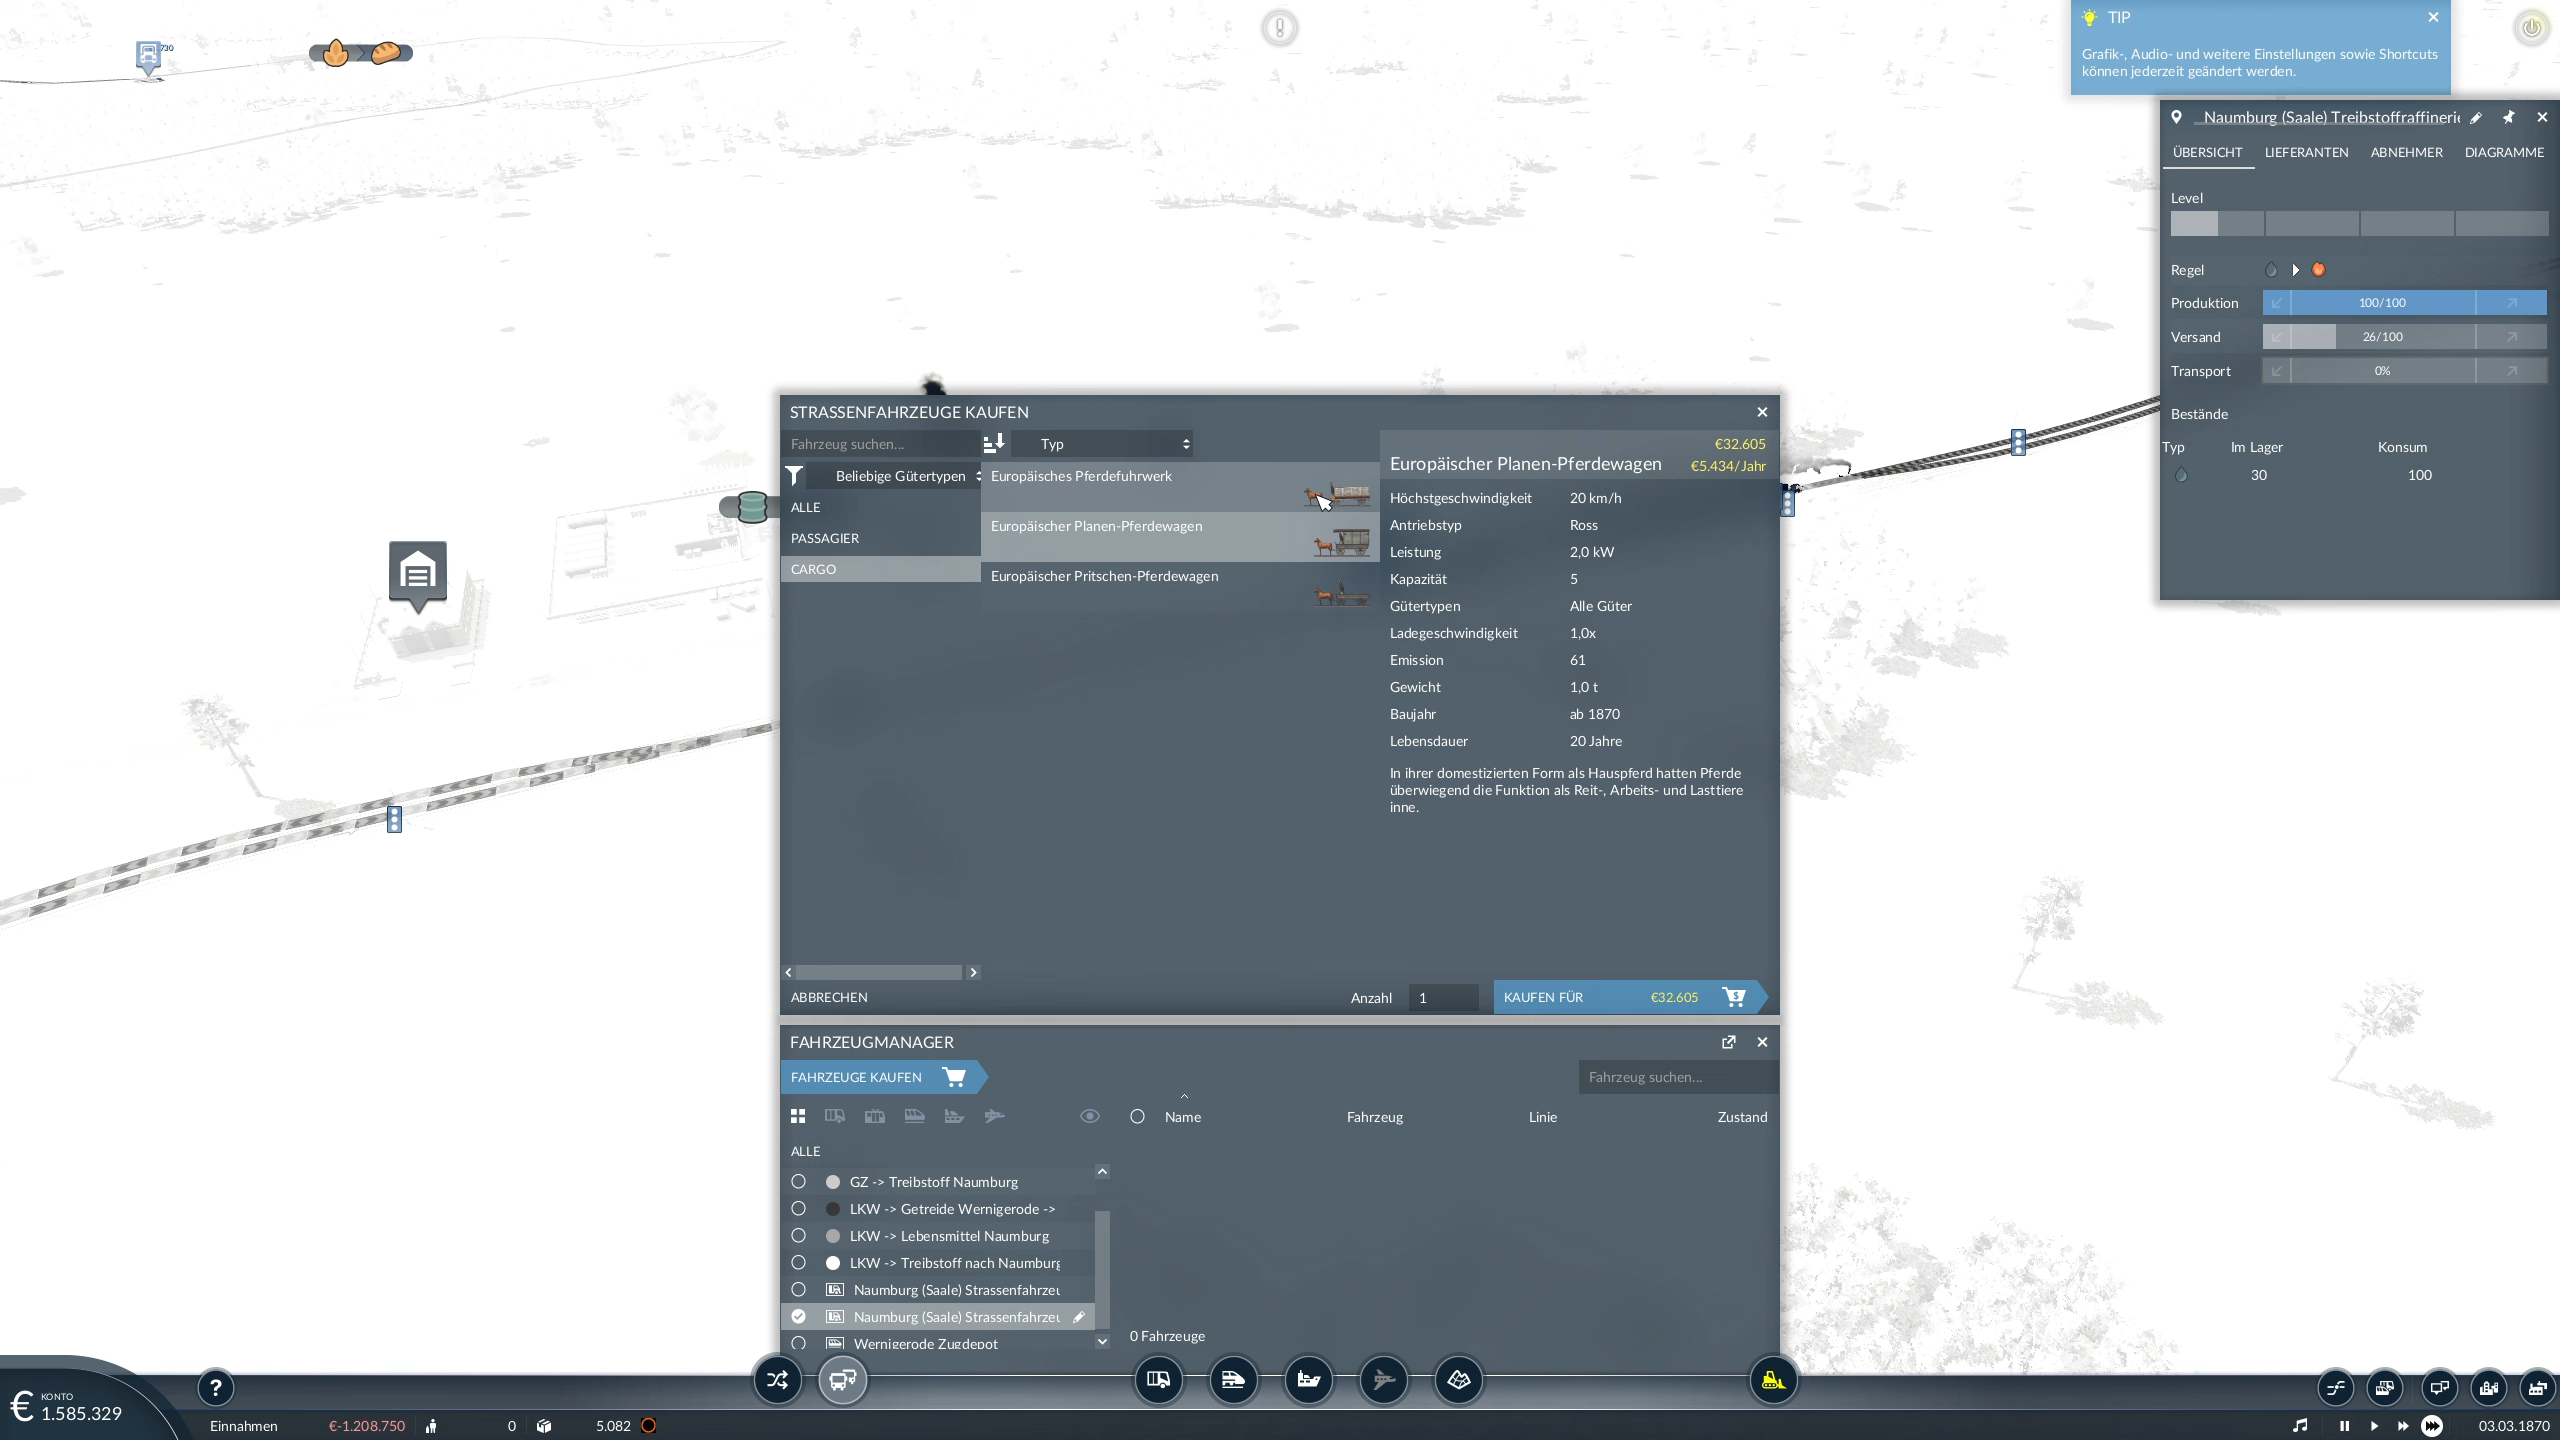 730
TIP
Grafik-, Audio- und weitere Einstellungen sowie Shortcuts
können jederzeit geändert werden.
Naumburg (Saale) Treibstoffraffinerie
ÜBERSICHT LIEFERANTEN ABNEHMER DIAGRAMME
Level
Regel
Produktion 100/100
Versand 26/100
Transport 0%
Bestände
Typ Im Lager Konsum
30 100
STRASSENFAHRZEUGE KAUFEN
Fahrzeug suchen... Typ
Beliebige Gütertypen
ALLE
PASSAGIER
CARGO
Europäisches Pferdefuhrwerk
Europäischer Planen-Pferdewagen
Europäischer Pritschen-Pferdewagen
€32.605
Europäischer Planen-Pferdewagen €5.434/Jahr
Höchstgeschwindigkeit 20 km/h
Antriebstyp Ross
Leistung 2,0 kW
Kapazität 5
Gütertypen Alle Güter
Ladegeschwindigkeit 1,0x
Emission 61
Gewicht 1,0 t
Baujahr ab 1870
Lebensdauer 20 Jahre
In ihrer domestizierten Form als Hauspferd hatten Pferde
überwiegend die Funktion als Reit-, Arbeits- und Lasttiere
inne.
ABBRECHEN Anzahl 1 KAUFEN FÜR €32.605
FAHRZEUGMANAGER
FAHRZEUGE KAUFEN Fahrzeug suchen...
Name Fahrzeug Linie Zustand
ALLE
GZ -> Treibstoff Naumburg
LKW -> Getreide Wernigerode ->
LKW -> Lebensmittel Naumburg
LKW -> Treibstoff nach Naumburg
Naumburg (Saale) Strassenfahrzeu
Naumburg (Saale) Strassenfahrzeu
Wernigerode Zugdepot
0 Fahrzeuge
KONTO
€ 1.585.329
?
Einnahmen €-1.208.750 0 5.082 03.03.1870